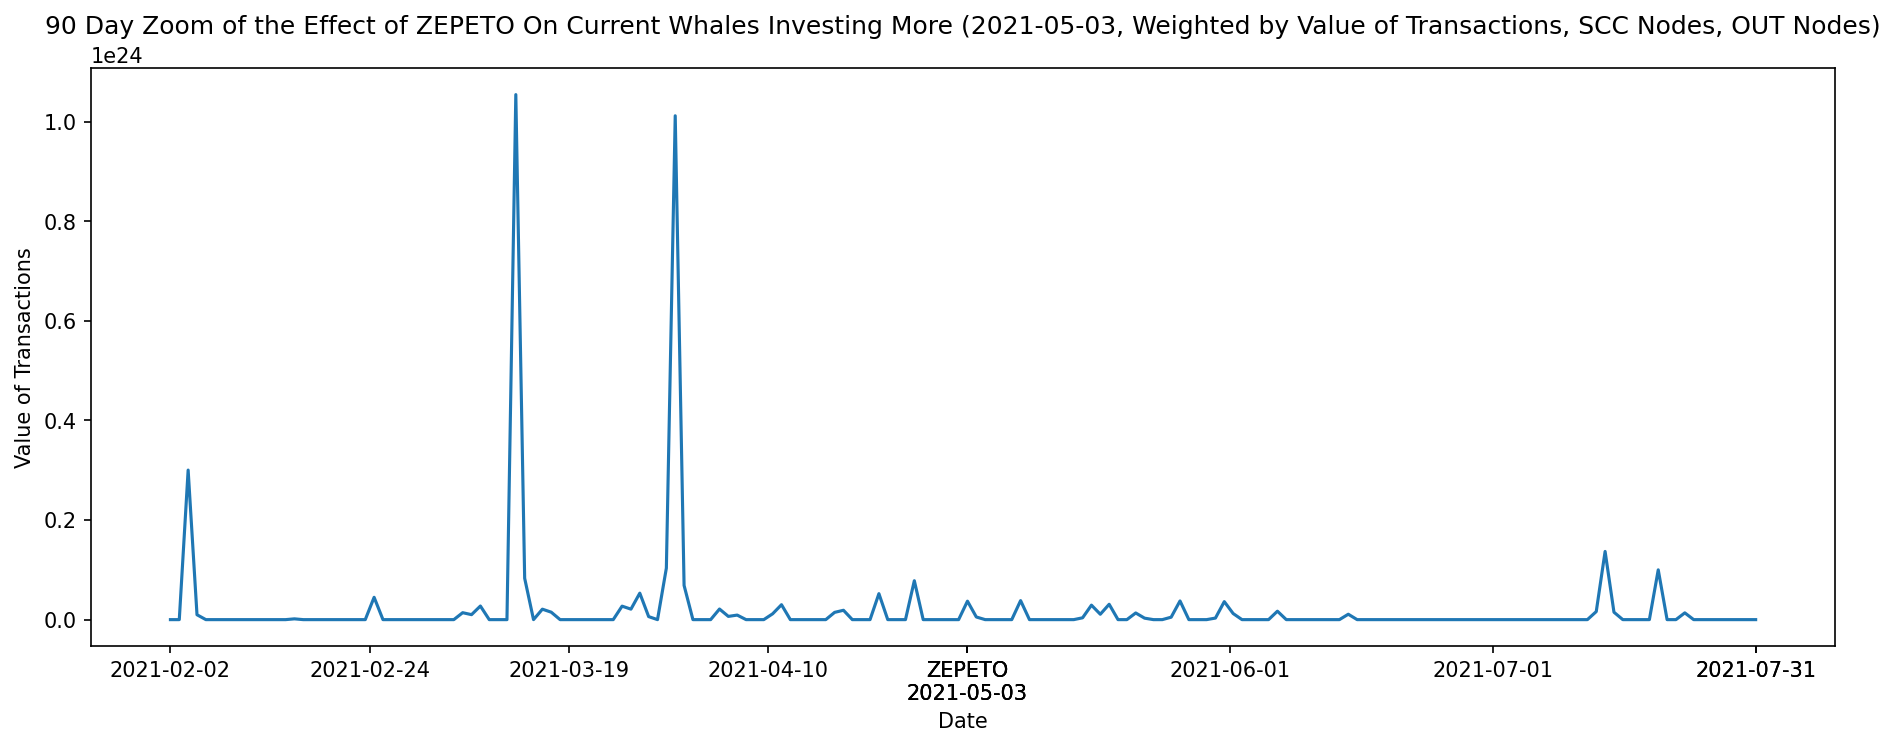 90 Day Zoom of the Effect of ZEPETO On Current Whales Investing More (2021-05-03, Weighted by Value of Transactions, SCC Nodes, OUT Nodes)
1e24
1.0
0.8
0.6
0.4
0.2
0.0
Value of Transactions
2021-02-02 2021-02-24 2021-03-19 2021-04-10 ZEPETO 2021-06-01 2021-07-01 2021-07-31
2021-05-03
Date